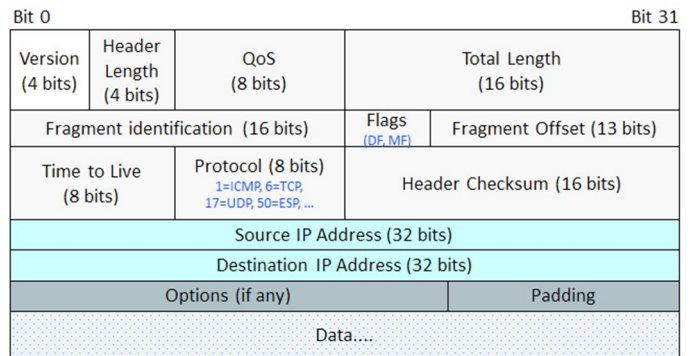 Bit 0 Bit 31
Version
(4 bits)
Header
Length
(4 bits)
QoS
(8 bits)
Total Length
(16 bits)
Fragment identification (16 bits)
Flags
(DF, MF)
Fragment Offset (13 bits)
Time to Live
(8 bits)
Protocol (8 bits)
1=ICMP, 6=TCP,
17=UDP, 50=ESP, ...
Header Checksum (16 bits)
Source IP Address (32 bits)
Destination IP Address (32 bits)
Options (if any)
Padding
Data....